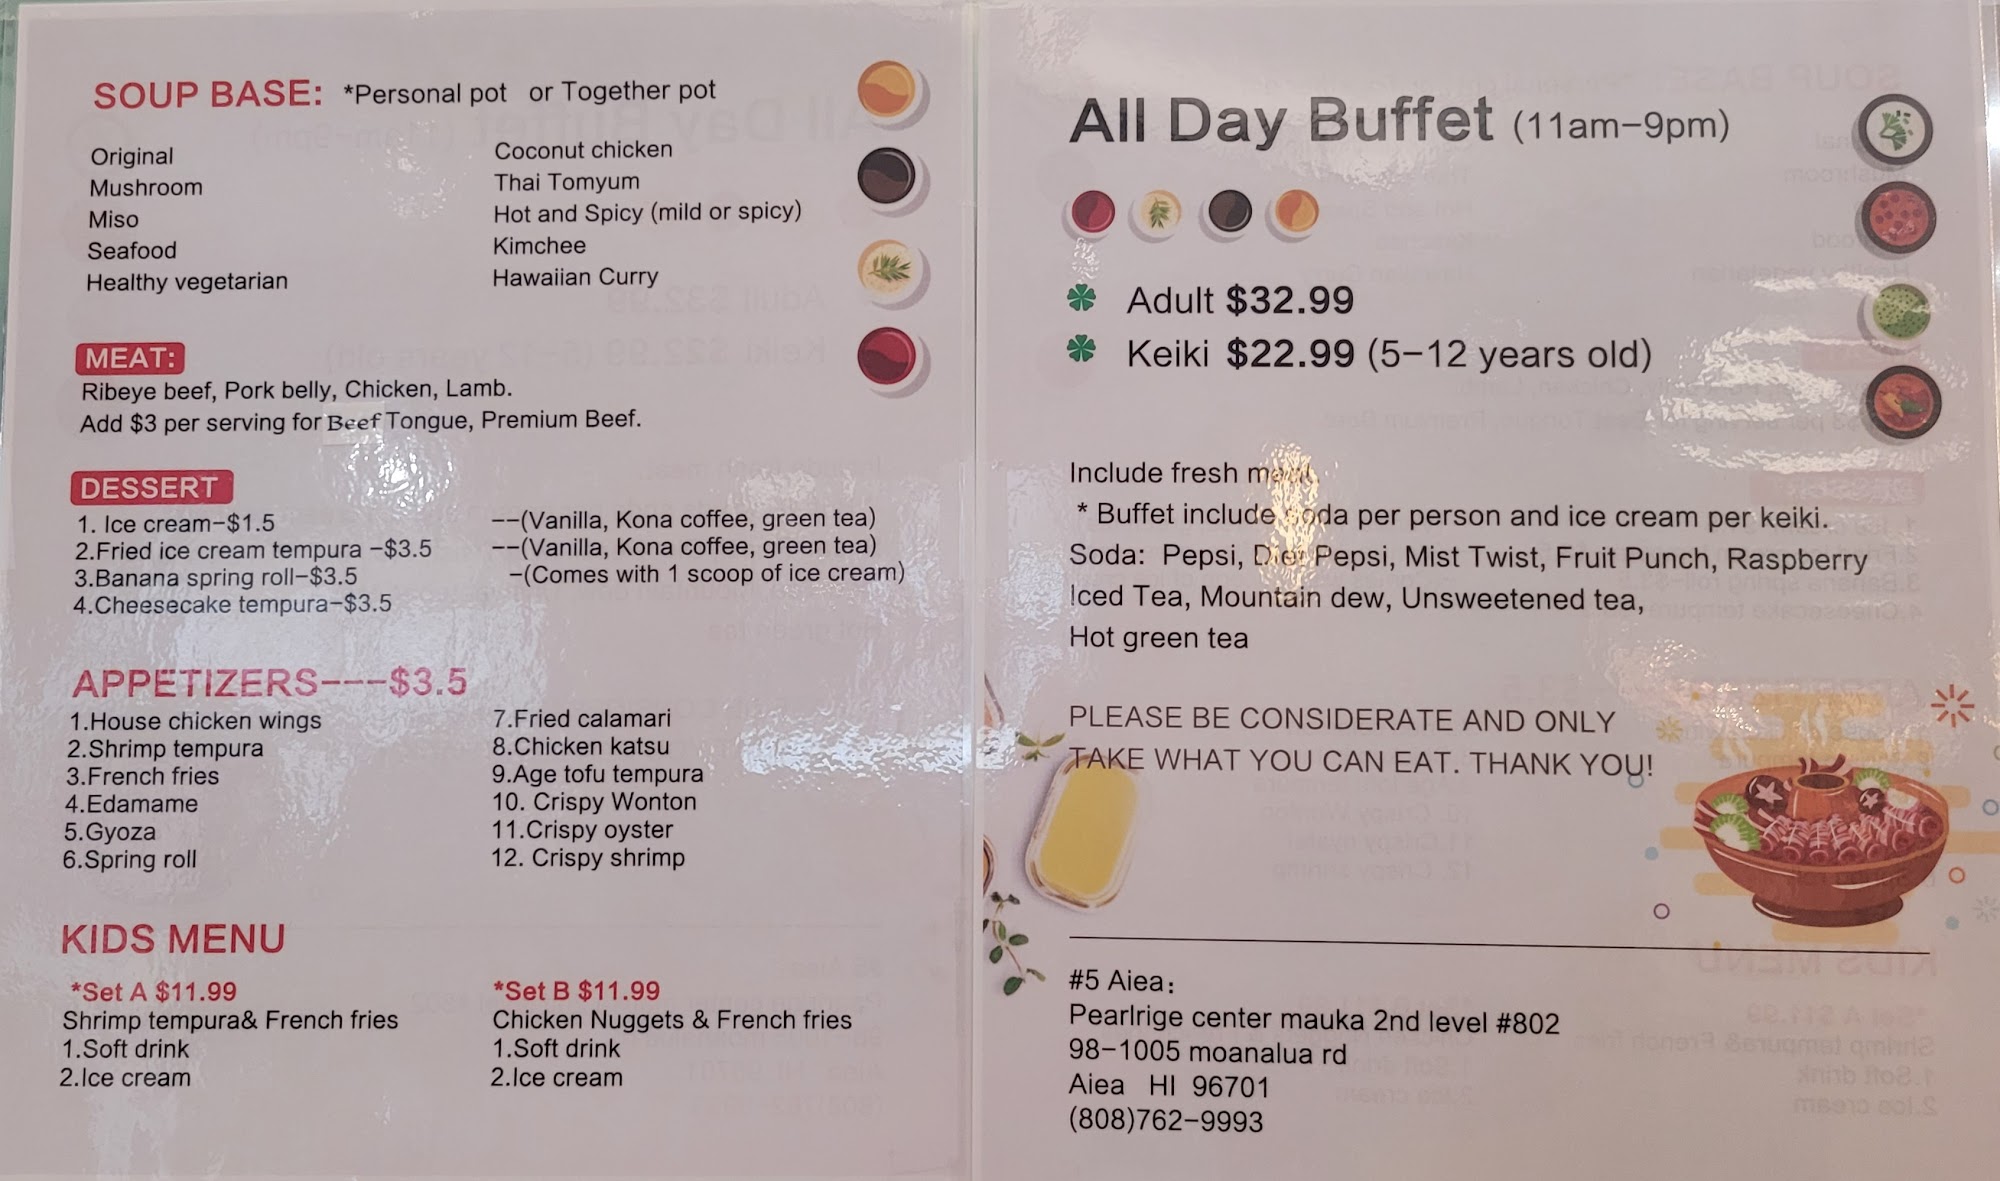 SOUP BASE: *Personal pot or Together pot
Original
Mushroom
Miso
Seafood
Healthy vegetarian
Coconut chicken
Thai Tomyum
Hot and Spicy (mild or spicy)
Kimchee
Hawaiian Curry
MEAT:
Ribeye beef, Pork belly, Chicken, Lamb.
Add $3 per serving for Beef Tongue, Premium Beef.
DESSERT
1. Ice cream-$1.5 --(Vanilla, Kona coffee, green tea)
2.Fried ice cream tempura -$3.5 --(Vanilla, Kona coffee, green tea)
3.Banana spring roll-$3.5 -(Comes with 1 scoop of ice cream)
4.Cheesecake tempura-$3.5
APPETIZERS---$3.5
1.House chicken wings
2.Shrimp tempura
3.French fries
4.Edamame
5.Gyoza
6.Spring roll
7.Fried calamari
8.Chicken katsu
9.Age tofu tempura
10. Crispy Wonton
11.Crispy oyster
12. Crispy shrimp
KIDS MENU
*Set A $11.99
Shrimp tempura& French fries
1.Soft drink
2.Ice cream
*Set B $11.99
Chicken Nuggets & French fries
1.Soft drink
2.Ice cream
All Day Buffet (11am-9pm)
Adult $32.99
Keiki $22.99 (5-12 years old)
Include fresh meat.
* Buffet include soda per person and ice cream per keiki.
Soda: Pepsi, Diet Pepsi, Mist Twist, Fruit Punch, Raspberry
Iced Tea, Mountain dew, Unsweetened tea,
Hot green tea
PLEASE BE CONSIDERATE AND ONLY
TAKE WHAT YOU CAN EAT. THANK YOU!
#5 Aiea:
Pearlrige center mauka 2nd level #802
98-1005 moanalua rd
Aiea HI 96701
(808)762-9993